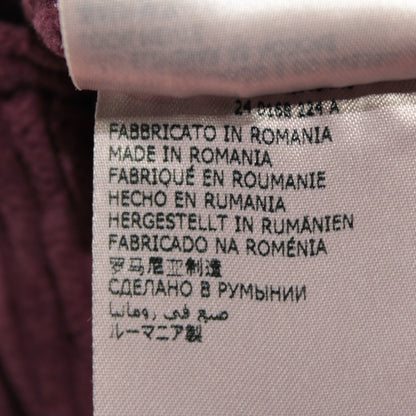 24 D168 224 A
FABBRICATO IN ROMANIA
MADE IN ROMANIA
FABRIQUÉ EN ROUMANIE
HECHO EN RUMANIA
HERGESTELLT IN RUMÄNIEN
FABRICADO NA ROMÉNIA
罗马尼亚制造
СДЕЛАНО В РУМЫНИИ
صنع في رومانيا
ルーマニア製